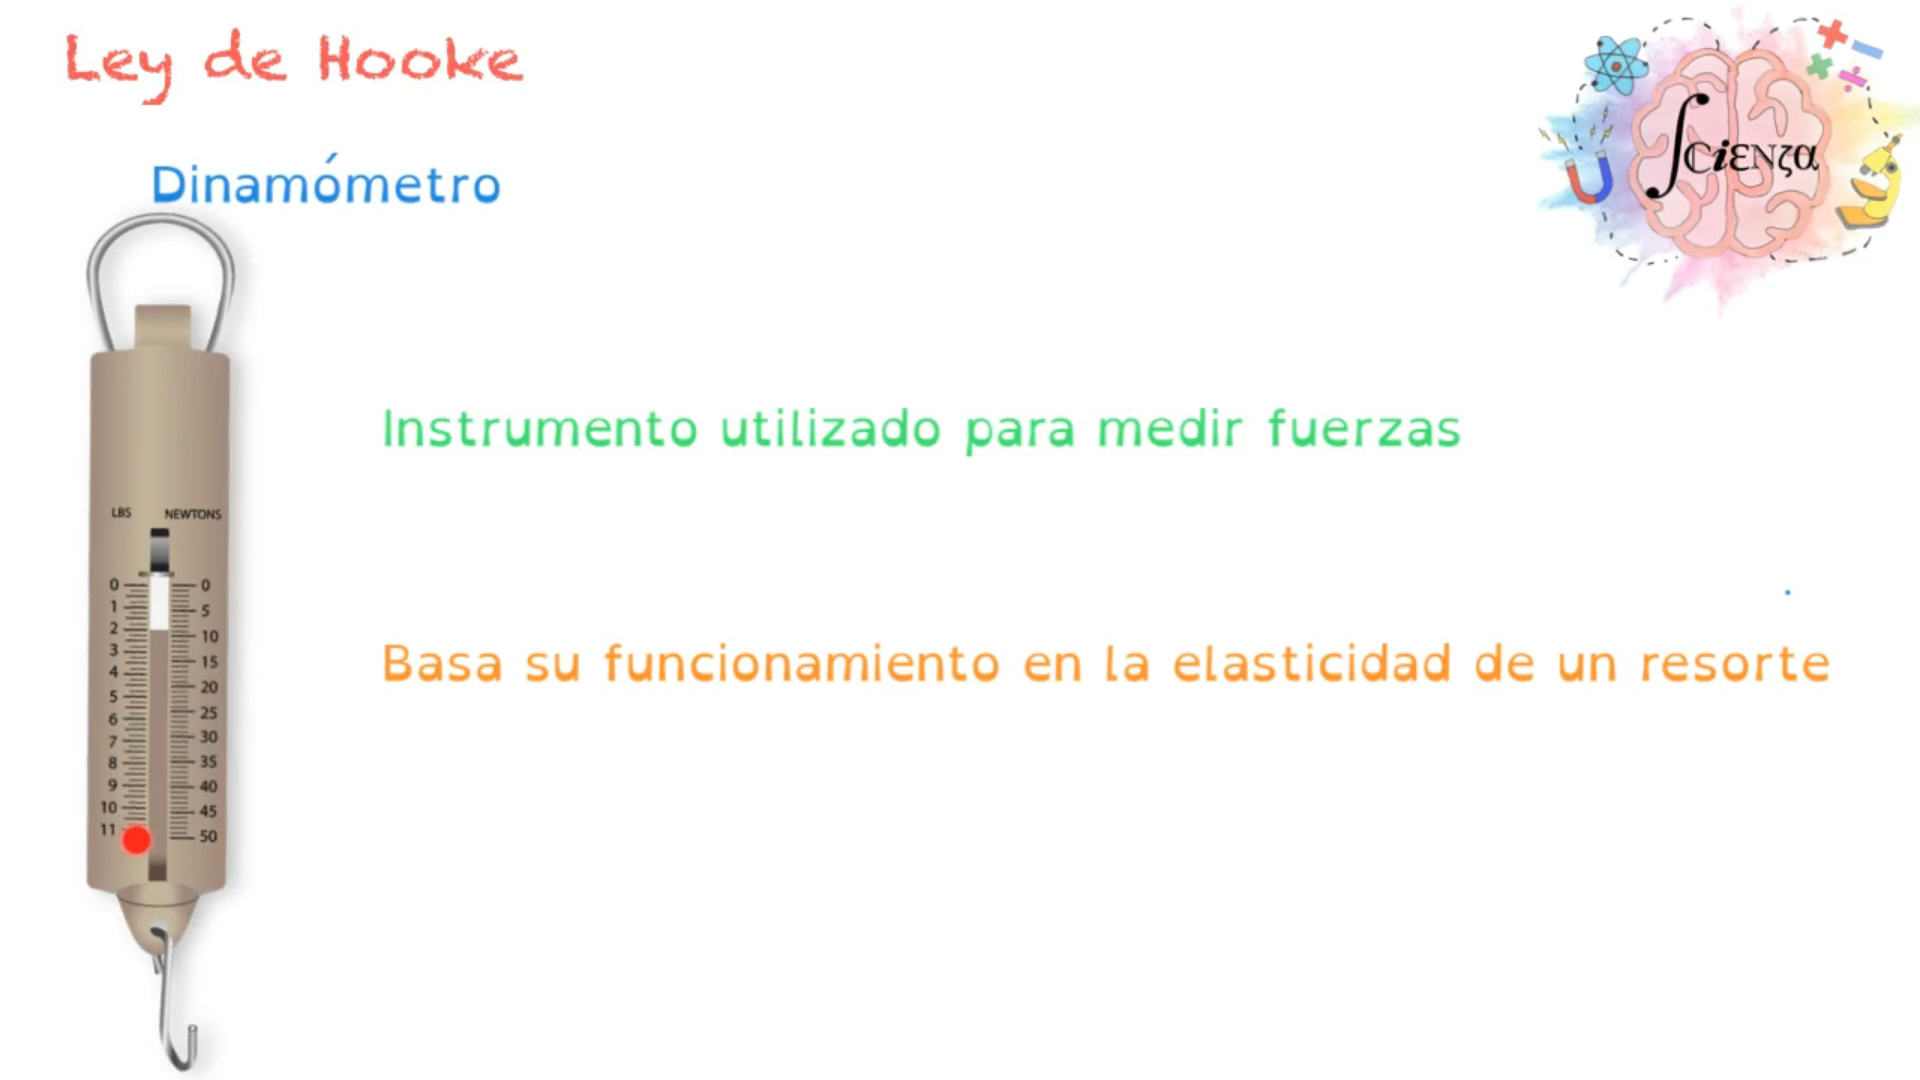 Ley de Hooke
∫CiENζα
Dinamómetro
Instrumento utilizado para medir fuerzas
LBS NEWTONS
0 0
1 5
2 10
3 15
4 20
5 25
6 30
7 35
8 40
9 45
10 50
11
Basa su funcionamiento en la elasticidad de un resorte